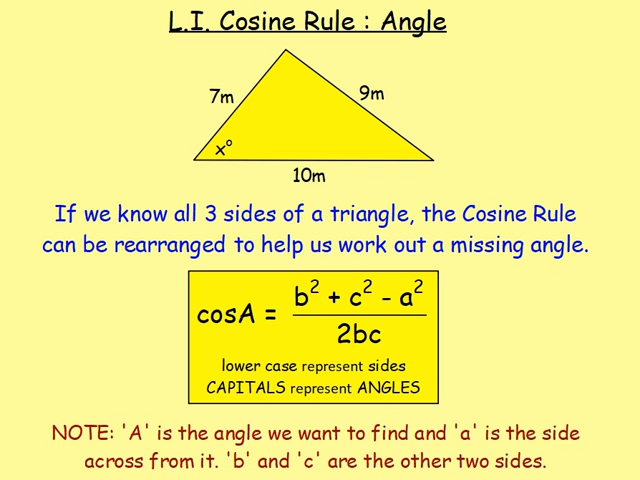 L.I. Cosine Rule : Angle
7m
9m
x°
10m
If we know all 3 sides of a triangle, the Cosine Rule
can be rearranged to help us work out a missing angle.
cosA = b² + c² - a²
2bc
lower case represent sides
CAPITALS represent ANGLES
NOTE: 'A' is the angle we want to find and 'a' is the side
across from it. 'b' and 'c' are the other two sides.